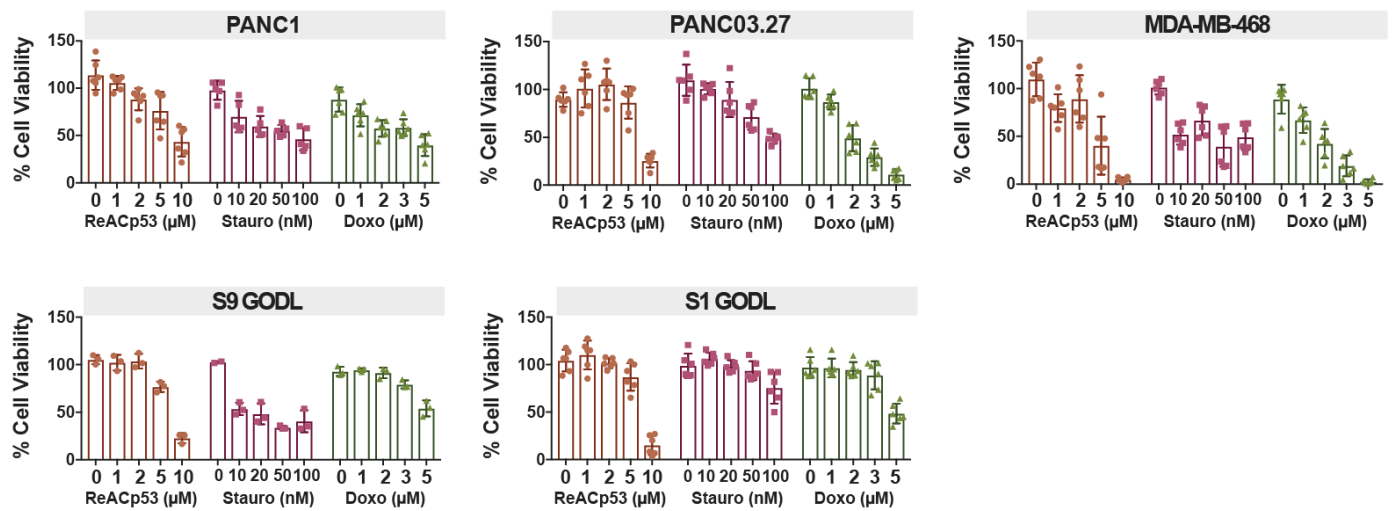 PANC1
% Cell Viability
150
100
50
0
0 1 2 5 10 0 10 20 50 100 0 1 2 3 5
ReACp53 (µM) Stauro (nM) Doxo (µM)
PANC03.27
% Cell Viability
150
100
50
0
0 1 2 5 10 0 10 20 50 100 0 1 2 3 5
ReACp53 (µM) Stauro (nM) Doxo (µM)
MDA-MB-468
% Cell Viability
150
100
50
0
0 1 2 5 10 0 10 20 50 100 0 1 2 3 5
ReACp53 (µM) Stauro (nM) Doxo (µM)
S9 GODL
% Cell Viability
150
100
50
0
0 1 2 5 10 0 10 20 50 100 0 1 2 3 5
ReACp53 (µM) Stauro (nM) Doxo (µM)
S1 GODL
% Cell Viability
150
100
50
0
0 1 2 5 10 0 10 20 50 100 0 1 2 3 5
ReACp53 (µM) Stauro (nM) Doxo (µM)